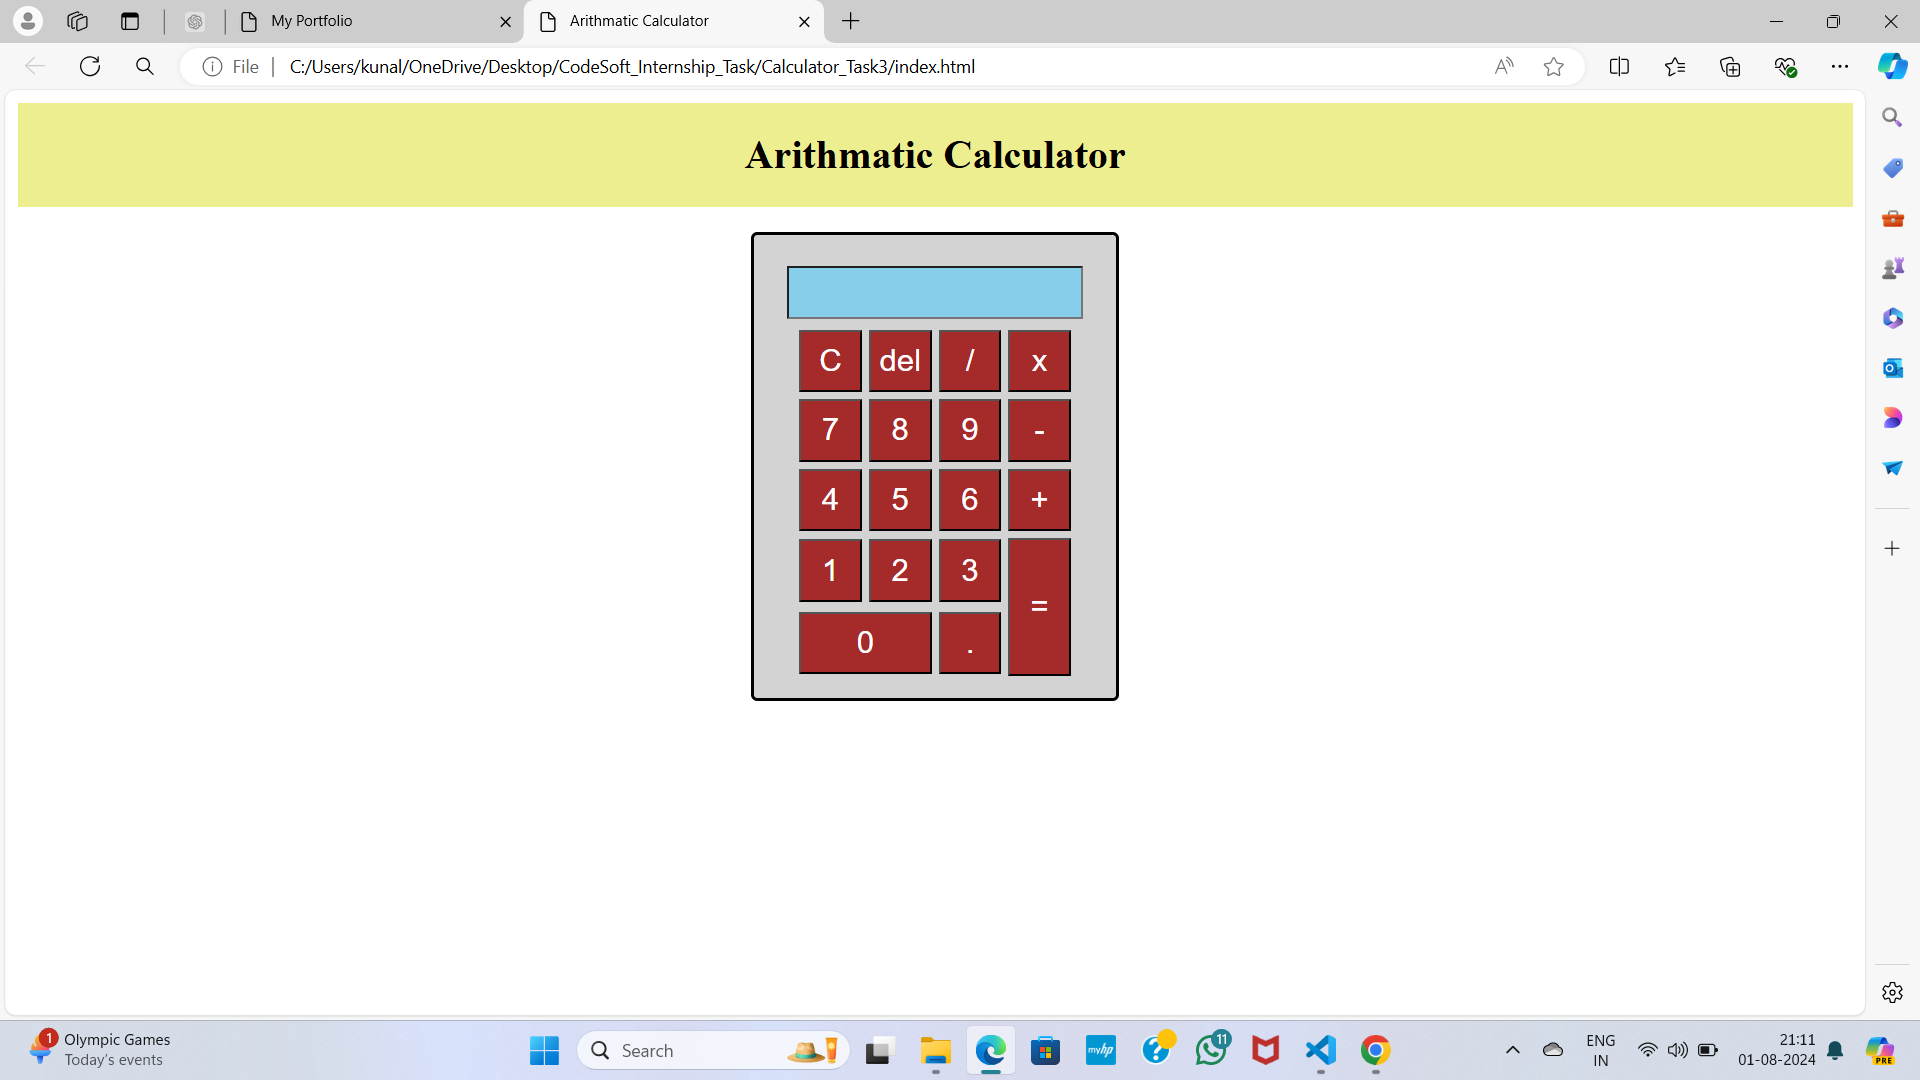 My Portfolio
Arithmatic Calculator
File
C:/Users/kunal/OneDrive/Desktop/CodeSoft_Internship_Task/Calculator_Task3/index.html
Arithmatic Calculator
C del / x
7 8 9 -
4 5 6 +
1 2 3 =
0 .
1
Olympic Games
Today's events
Search
myhp
?
11
ENG
IN
21:11
01-08-2024
PRE